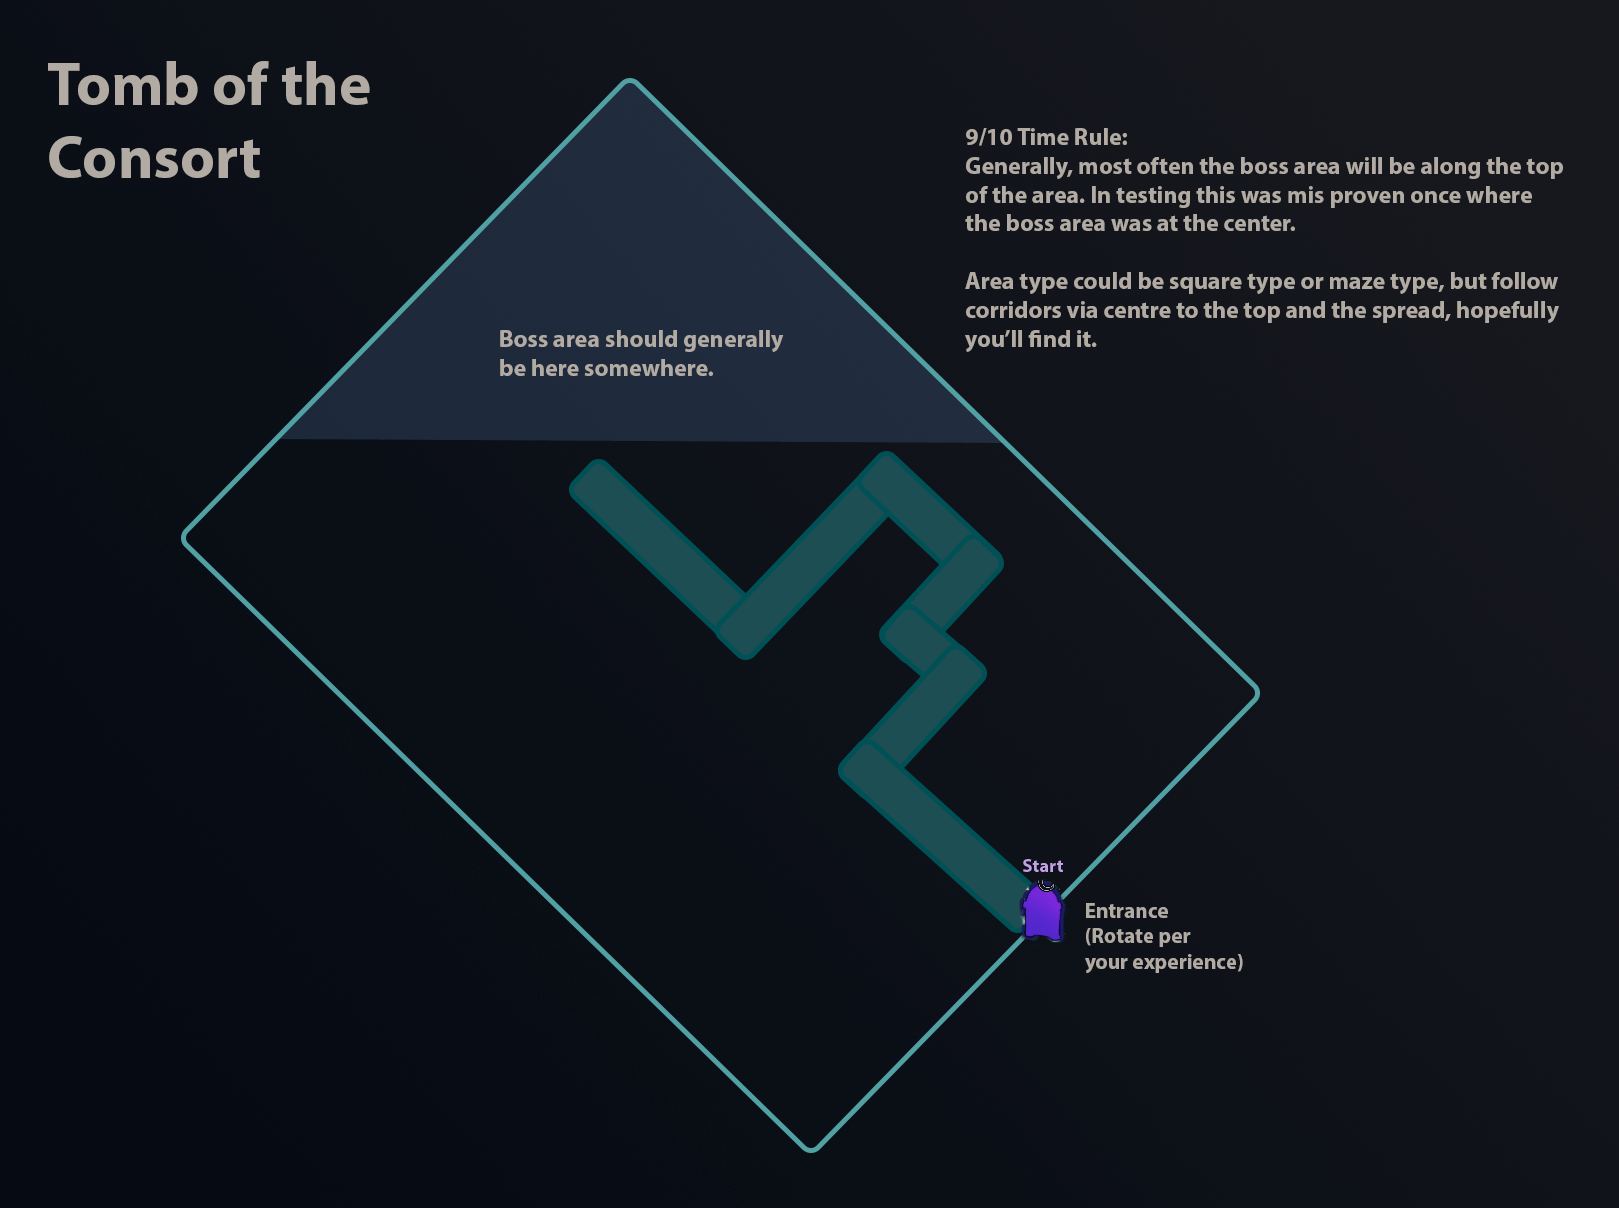 Tomb of the
Consort
9/10 Time Rule:
Generally, most often the boss area will be along the top
of the area. In testing this was mis proven once where
the boss area was at the center.
Area type could be square type or maze type, but follow
corridors via centre to the top and the spread, hopefully
you'll find it.
Boss area should generally
be here somewhere.
Start
Entrance
(Rotate per
your experience)